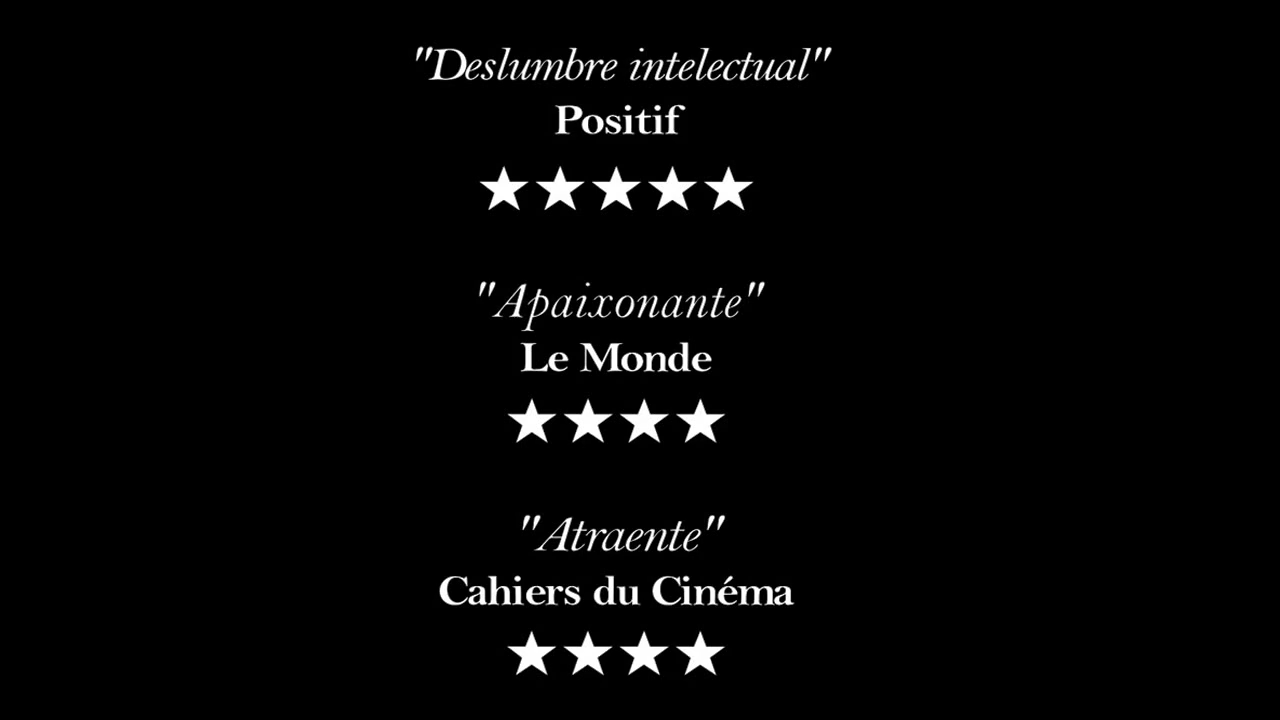 "Deslumbre intelectual"
Positif
★★★★★
"Apaixonante"
Le Monde
★★★★
"Atraente"
Cahiers du Cinéma
★★★★